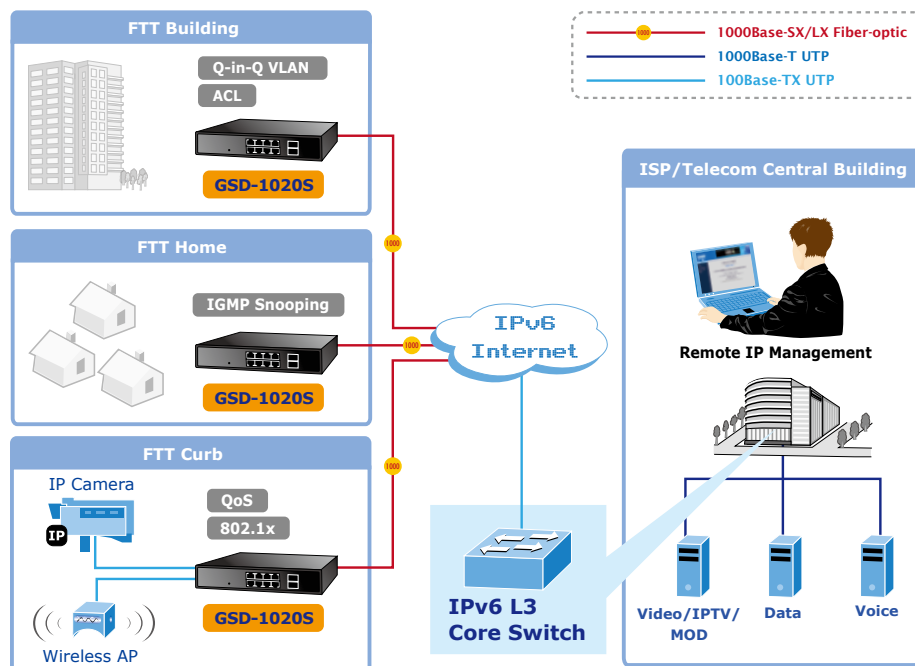 FTT Building
Q-in-Q VLAN
ACL
GSD-1020S
1000
1000Base-SX/LX Fiber-optic
1000Base-T UTP
100Base-TX UTP
FTT Home
IGMP Snooping
GSD-1020S
1000
1000
IPv6
Internet
FTT Curb
IP Camera
IP
QoS
802.1x
GSD-1020S
1000
Wireless AP
IPv6 L3
Core Switch
ISP/Telecom Central Building
Remote IP Management
Video/IPTV/
MOD
Data
Voice